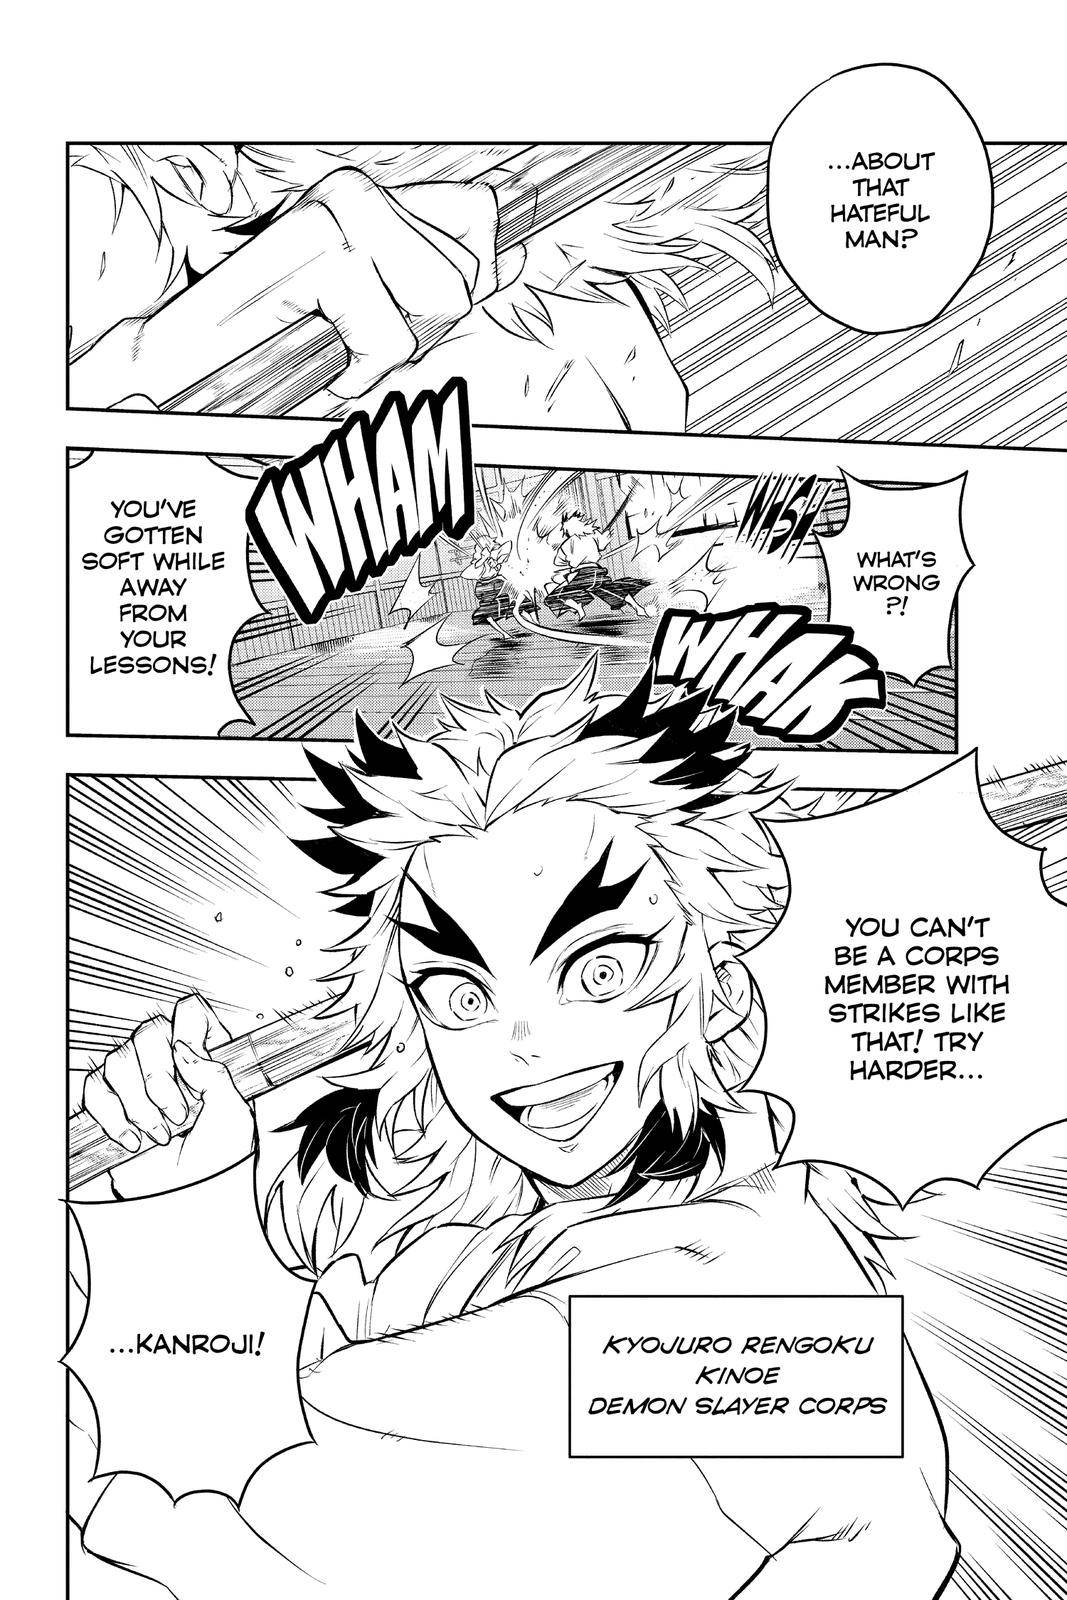 ...ABOUT
THAT
HATEFUL
MAN?
WHAT'S
WRONG
?!
WHAM
WHAK
YOU'VE
GOTTEN
SOFT WHILE
AWAY
FROM
YOUR
LESSONS!
YOU CAN'T
BE A CORPS
MEMBER WITH
STRIKES LIKE
THAT! TRY
HARDER...
...KANROJI!
KYOJURO RENGOKU
KINOE
DEMON SLAYER CORPS